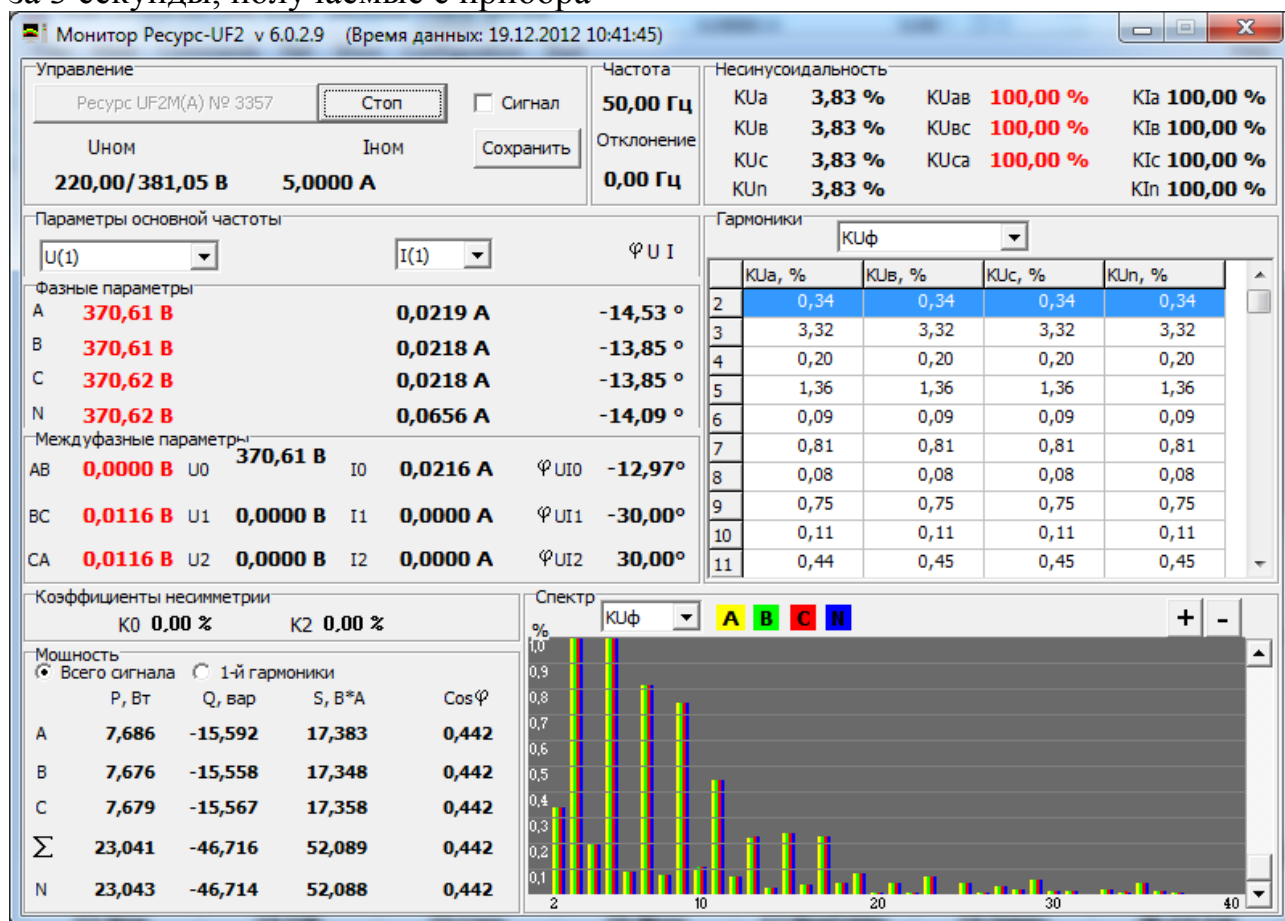 за 3 секунды, получаемые с прибора
Монитор Ресурс-UF2 v 6.0.2.9 (Время данных: 19.12.2012 10:41:45)
Управление
Ресурс UF2M(A) № 3357 Стоп Сигнал
Uном Iном Сохранить
220,00/381,05 В 5,0000 А
Частота
50,00 Гц
Отклонение
0,00 Гц
Несинусоидальность
KUа 3,83 % KUав 100,00 % KIа 100,00 %
KUв 3,83 % KUвс 100,00 % KIв 100,00 %
KUс 3,83 % KUса 100,00 % KIс 100,00 %
KUn 3,83 % KIn 100,00 %
Параметры основной частоты
U(1) I(1) φ U I
Фазные параметры
A 370,61 В 0,0219 А -14,53 °
B 370,61 В 0,0218 А -13,85 °
C 370,62 В 0,0218 А -13,85 °
N 370,62 В 0,0656 А -14,09 °
Междуфазные параметры
AB 0,0000 В U0 370,61 В I0 0,0216 А φ UI0 -12,97°
BC 0,0116 В U1 0,0000 В I1 0,0000 А φ UI1 -30,00°
CA 0,0116 В U2 0,0000 В I2 0,0000 А φ UI2 30,00°
Гармоники
KUф
KUа, % KUв, % KUс, % KUn, %
2 0,34 0,34 0,34 0,34
3 3,32 3,32 3,32 3,32
4 0,20 0,20 0,20 0,20
5 1,36 1,36 1,36 1,36
6 0,09 0,09 0,09 0,09
7 0,81 0,81 0,81 0,81
8 0,08 0,08 0,08 0,08
9 0,75 0,75 0,75 0,75
10 0,11 0,11 0,11 0,11
11 0,44 0,45 0,45 0,45
Коэффициенты несимметрии
K0 0,00 % K2 0,00 %
Мощность
Всего сигнала 1-й гармоники
P, Вт Q, вар S, В*А Cosφ
A 7,686 -15,592 17,383 0,442
B 7,676 -15,558 17,348 0,442
C 7,679 -15,567 17,358 0,442
Σ 23,041 -46,716 52,089 0,442
N 23,043 -46,714 52,088 0,442
Спектр
KUф A B C N + -
%
1,0
0,9
0,8
0,7
0,6
0,5
0,4
0,3
0,2
0,1
2 10 20 30 40